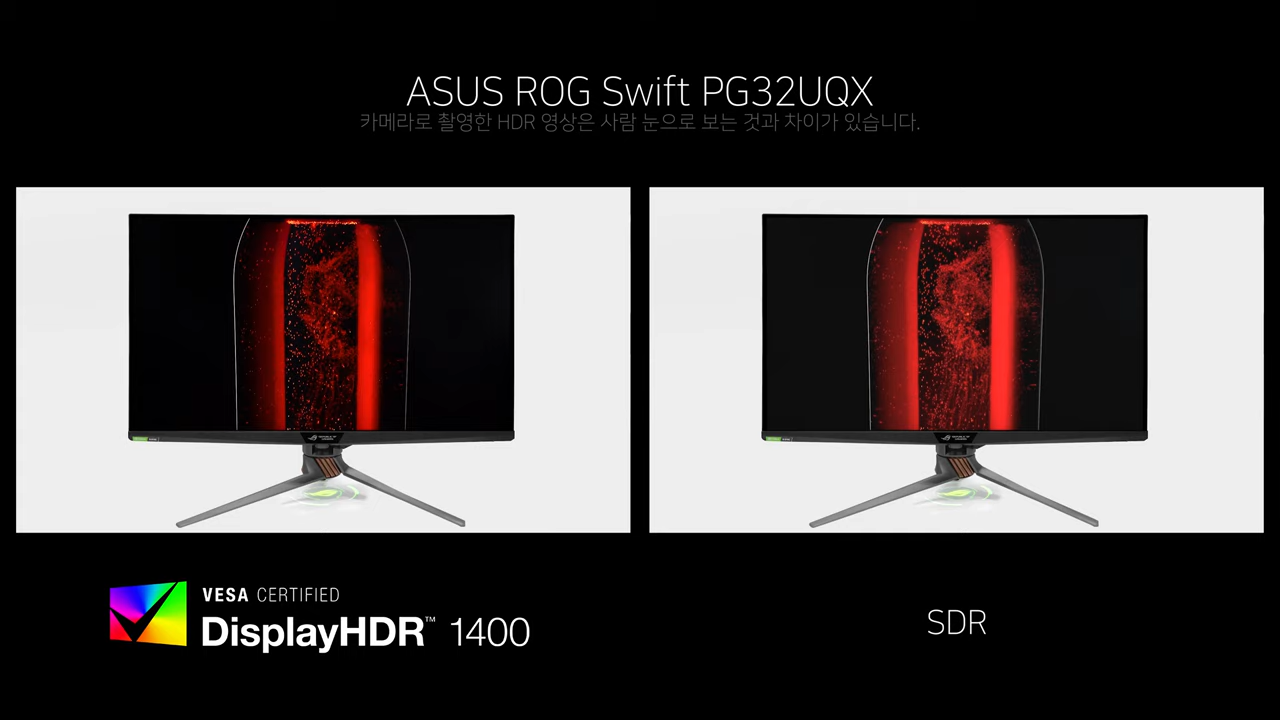 ASUS ROG Swift PG32UQX
카메라로 촬영한 HDR 영상은 사람 눈으로 보는 것과 차이가 있습니다.
VESA CERTIFIED
DisplayHDR™ 1400
SDR